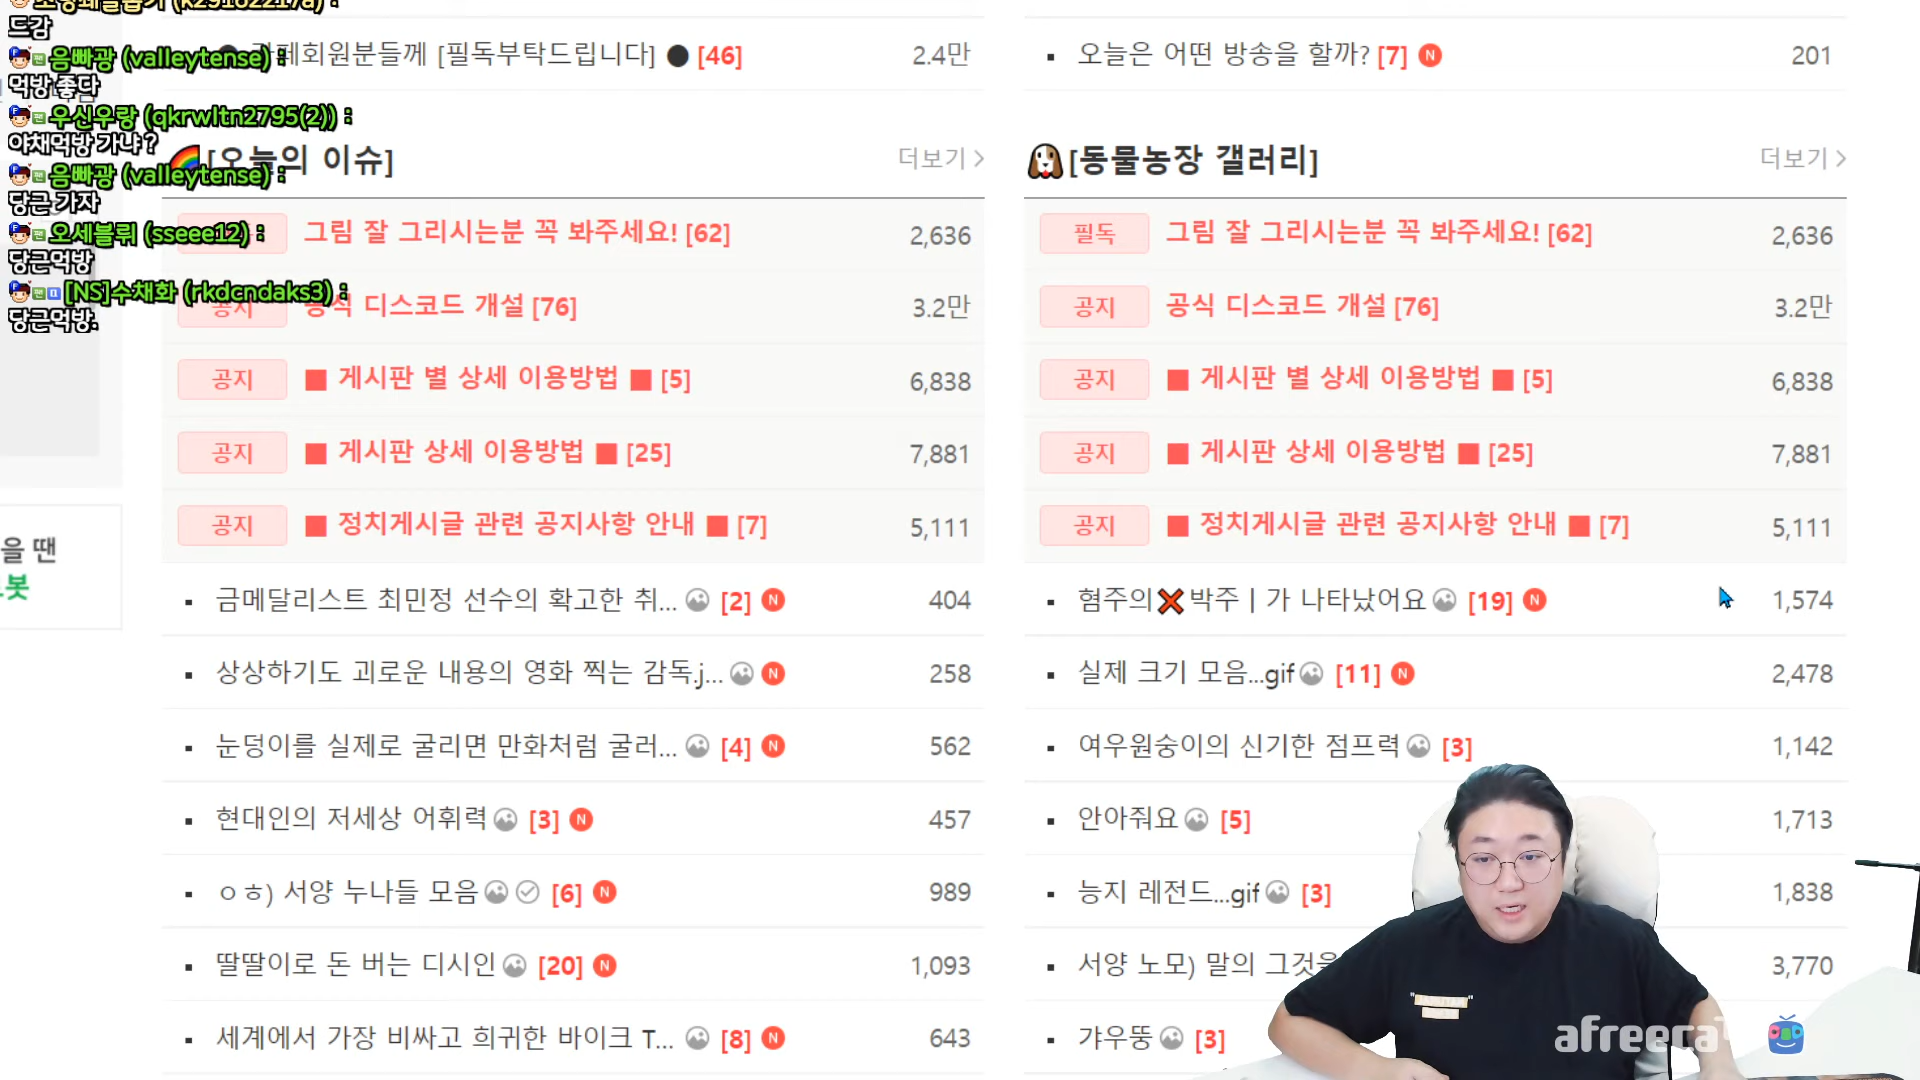 드감
음빠광 (valleytense) :
먹방 좋다
우신우랑 (qkrwltn2795(2)) :
야채먹방 가냐 ?
음빠광 (valleytense) :
당근 가자
오세블뤼 (sseee12) :
당근먹방
[NS]수채화 (rkdcndaks3) :
당근먹방.
을 땐
봇
회원분들께 [필독부탁드립니다] ● [46] 2.4만
[오늘의 이슈] 더보기 >
그림 잘 그리시는분 꼭 봐주세요! [62] 2,636
공지 공식 디스코드 개설 [76] 3.2만
공지 ■ 게시판 별 상세 이용방법 ■ [5] 6,838
공지 ■ 게시판 상세 이용방법 ■ [25] 7,881
공지 ■ 정치게시글 관련 공지사항 안내 ■ [7] 5,111
금메달리스트 최민정 선수의 확고한 취... [2] N 404
상상하기도 괴로운 내용의 영화 찍는 감독.j... N 258
눈덩이를 실제로 굴리면 만화처럼 굴러... [4] N 562
현대인의 저세상 어휘력 [3] N 457
ㅇㅎ) 서양 누나들 모음 [6] N 989
딸딸이로 돈 버는 디시인 [20] N 1,093
세계에서 가장 비싸고 희귀한 바이크 T... [8] N 643
오늘은 어떤 방송을 할까? [7] N 201
[동물농장 갤러리] 더보기 >
필독 그림 잘 그리시는분 꼭 봐주세요! [62] 2,636
공지 공식 디스코드 개설 [76] 3.2만
공지 ■ 게시판 별 상세 이용방법 ■ [5] 6,838
공지 ■ 게시판 상세 이용방법 ■ [25] 7,881
공지 ■ 정치게시글 관련 공지사항 안내 ■ [7] 5,111
혐주의❌박주ㅣ가 나타났어요 [19] N 1,574
실제 크기 모음...gif [11] N 2,478
여우원숭이의 신기한 점프력 [3] 1,142
안아줘요 [5] 1,713
능지 레전드...gif [3] 1,838
서양 노모) 말의 그것을 3,770
갸우뚱 [3]
afreeca